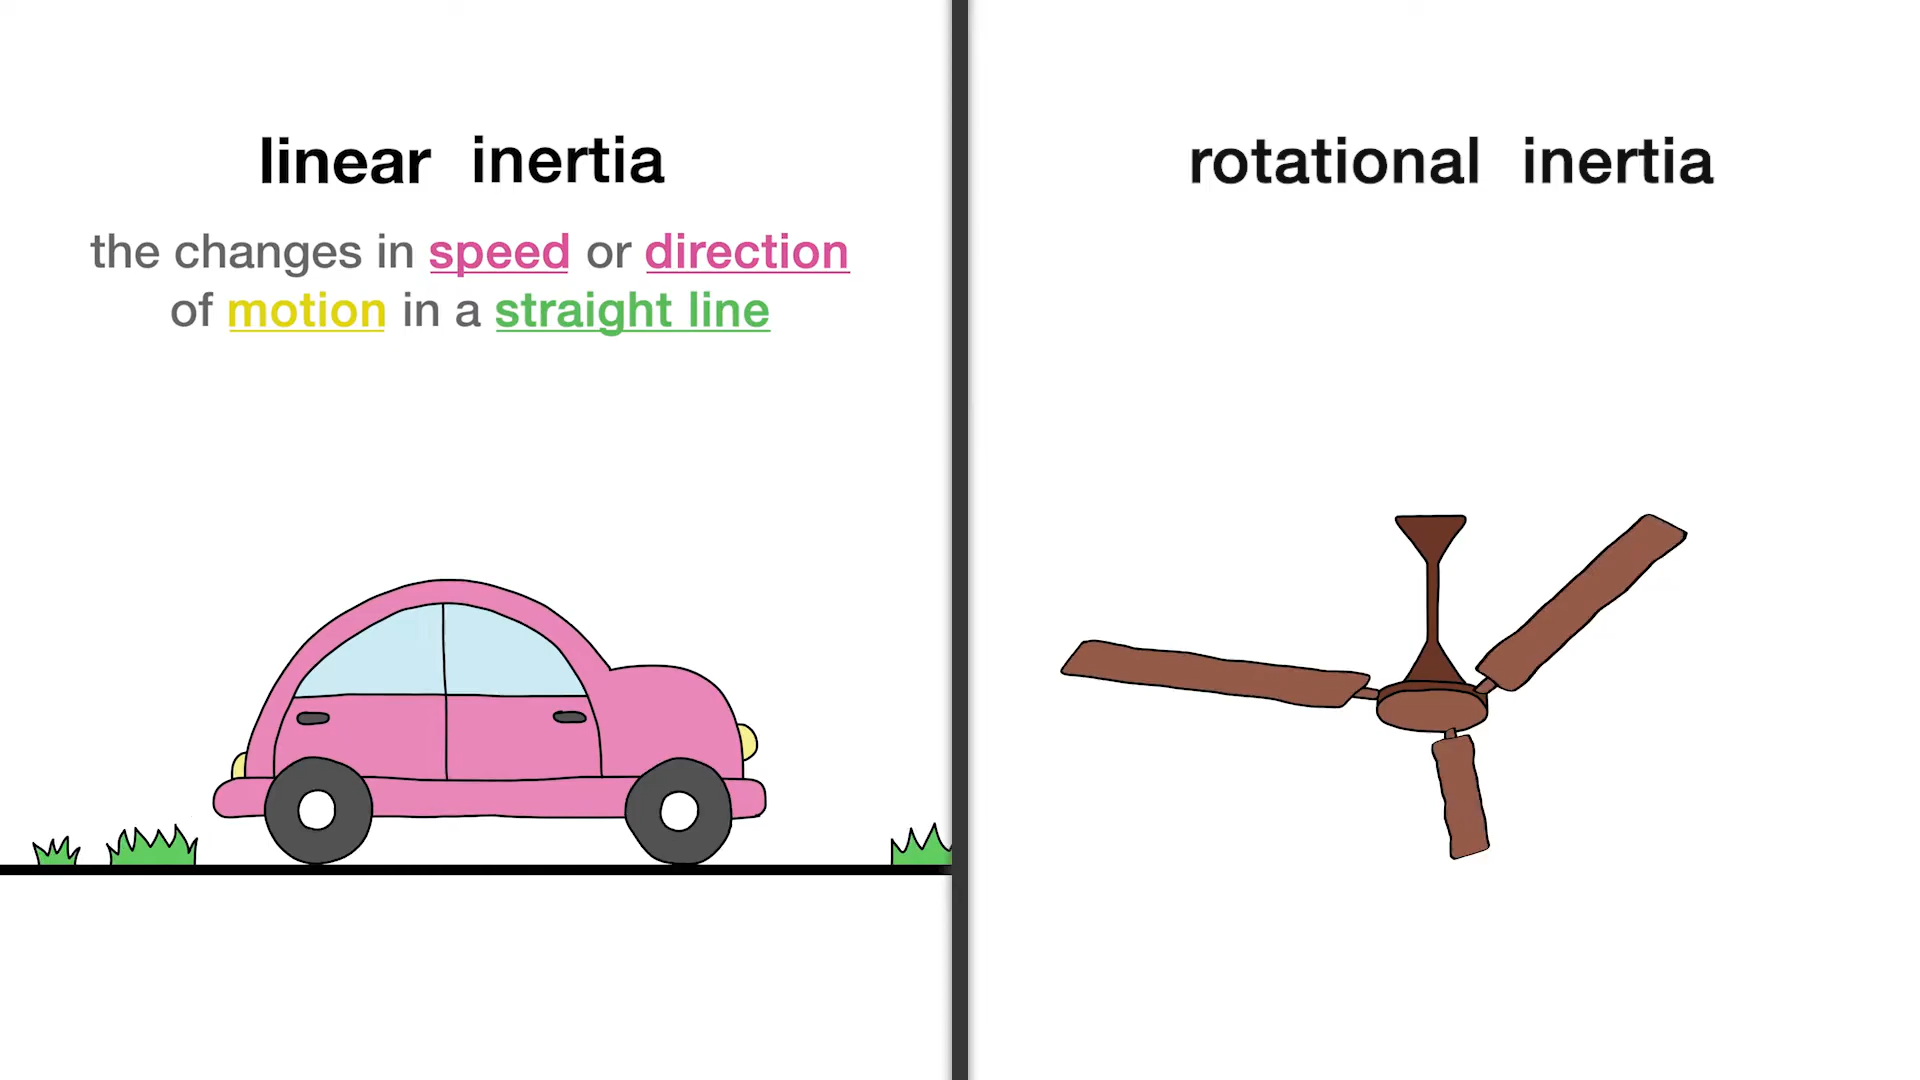 linear inertia
the changes in speed or direction
of motion in a straight line
rotational inertia